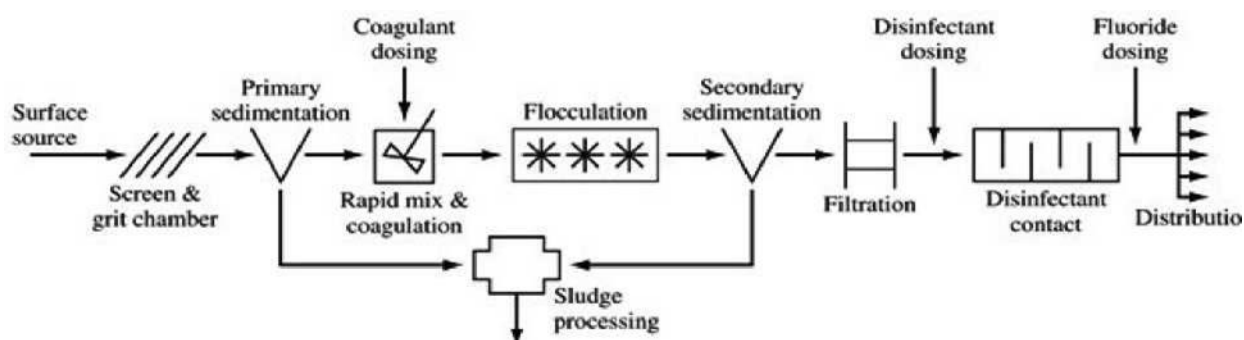 Surface
source
Screen &
grit chamber
Primary
sedimentation
Coagulant
dosing
Rapid mix &
coagulation
Flocculation
Secondary
sedimentation
Filtration
Disinfectant
dosing
Disinfectant
contact
Fluoride
dosing
Distributio
Sludge
processing